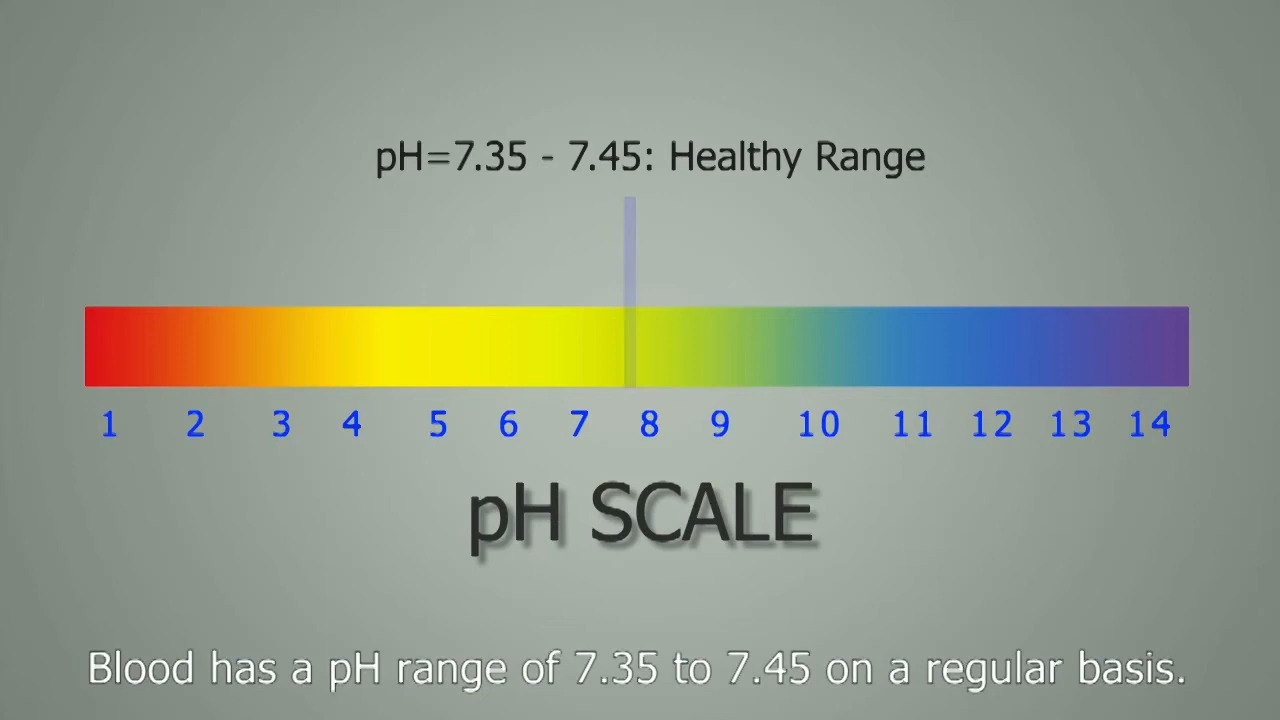 pH=7.35 - 7.45: Healthy Range
1 2 3 4 5 6 7 8 9 10 11 12 13 14
pH SCALE
Blood has a pH range of 7.35 to 7.45 on a regular basis.